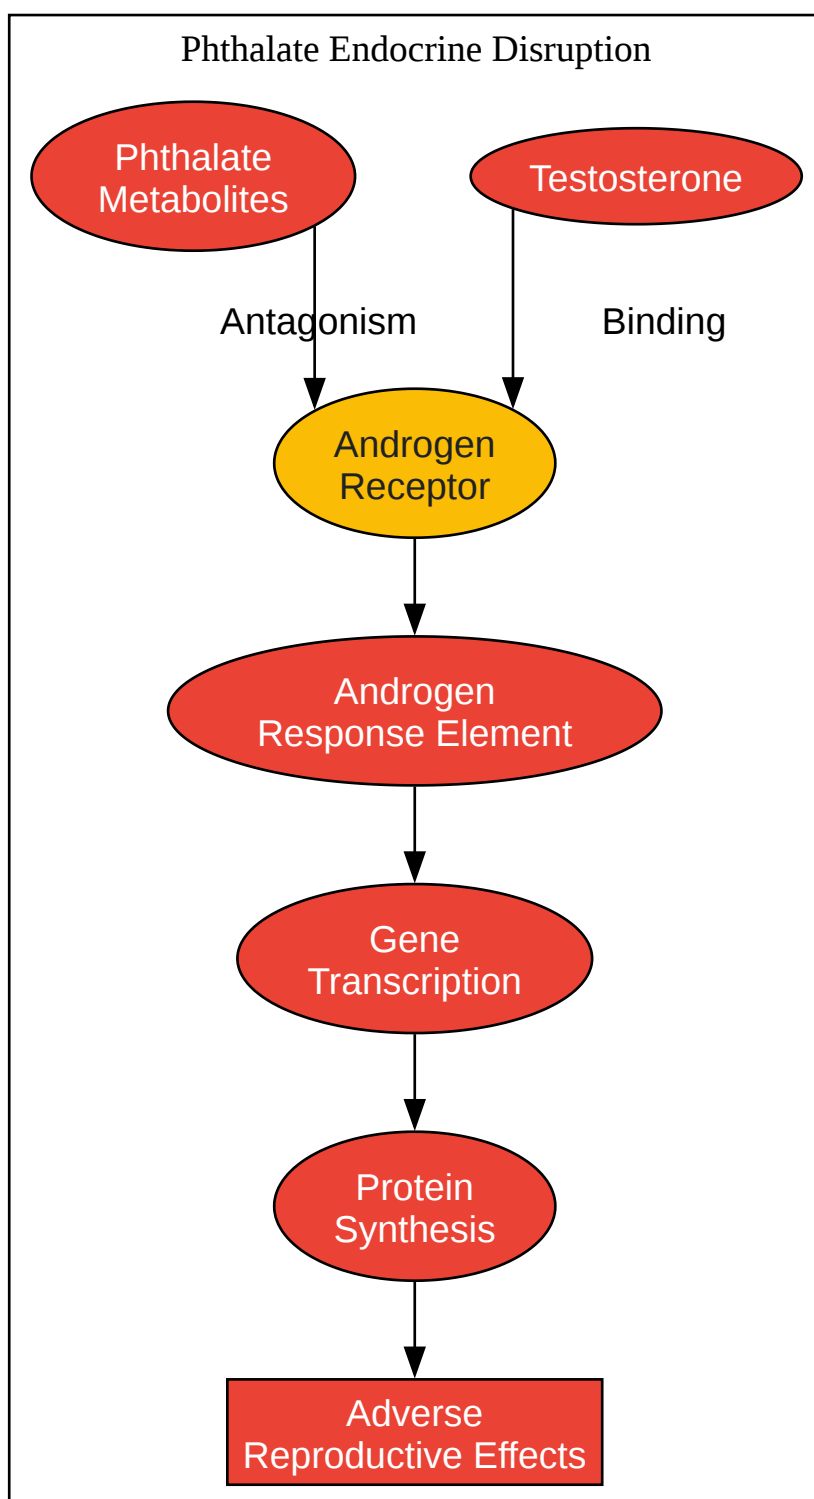 Phthalate Endocrine Disruption
Phthalate
Metabolites
Testosterone
Antagonism
Binding
Androgen
Receptor
Androgen
Response Element
Gene
Transcription
Protein
Synthesis
Adverse
Reproductive Effects